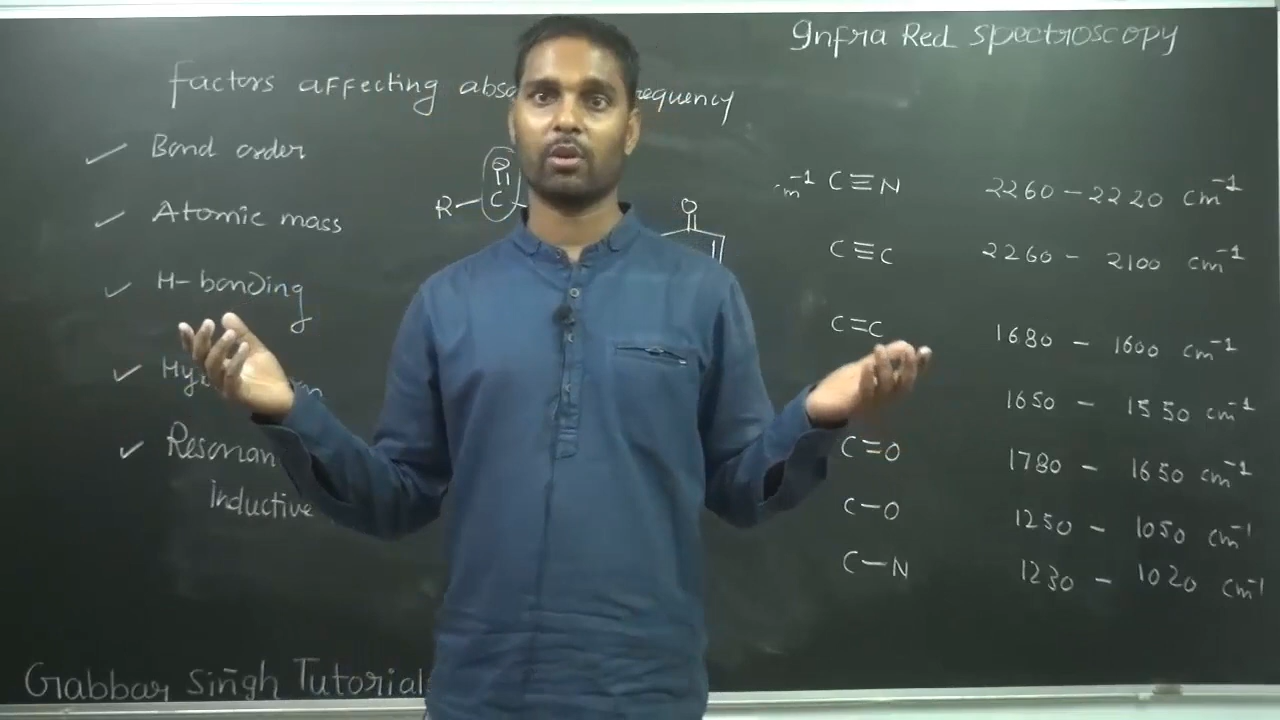 Infra Red Spectroscopy
Factors affecting
Bond order
Atomic mass
H-bonding
Inductive
R–C
O
O
cm⁻¹
C≡N 2260 – 2220 cm⁻¹
C≡C 2260 – 2100 cm⁻¹
C=C 1680 – 1600 cm⁻¹
1650 – 1550 cm⁻¹
C=O 1780 – 1650 cm⁻¹
C–O 1250 – 1050 cm⁻¹
C–N 1230 – 1020 cm⁻¹
Gabbar Singh Tutorial